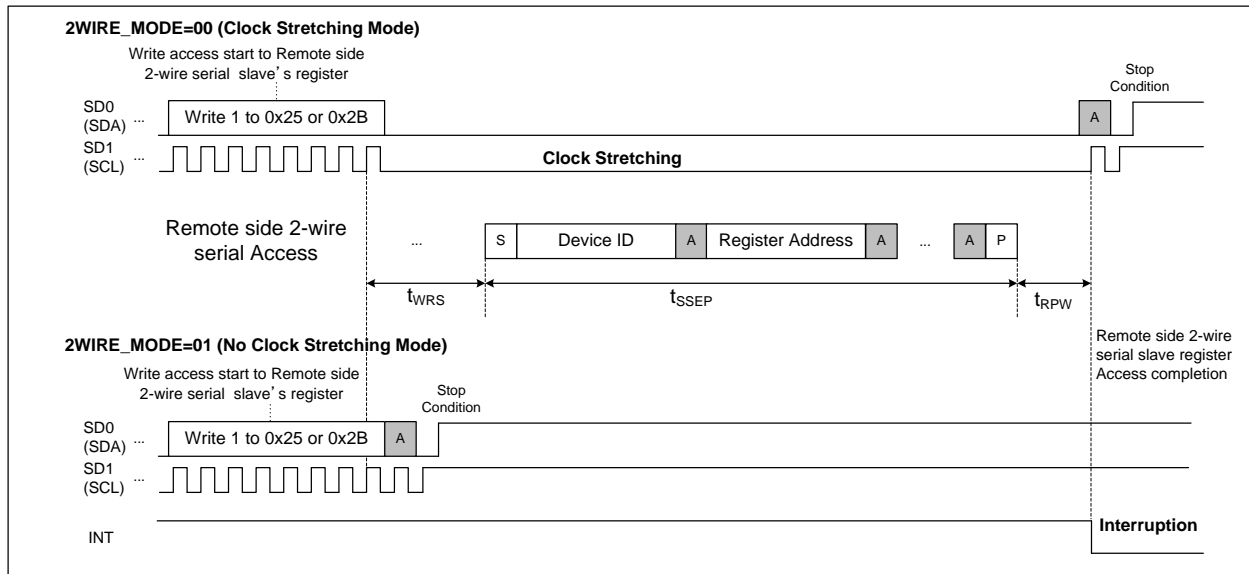 2WIRE_MODE=00 (Clock Stretching Mode)
Write access start to Remote side
2-wire serial slave's register
Stop
Condition
SD0
(SDA)
...
Write 1 to 0x25 or 0x2B
A
SD1
(SCL)
...
Clock Stretching
Remote side 2-wire
serial Access
...
S
Device ID
A
Register Address
A
...
A
P
tWRS
tSSEP
tRPW
2WIRE_MODE=01 (No Clock Stretching Mode)
Remote side 2-wire
serial slave register
Access completion
Write access start to Remote side
2-wire serial slave's register
Stop
Condition
SD0
(SDA)
...
Write 1 to 0x25 or 0x2B
A
SD1
(SCL)
...
INT
Interruption